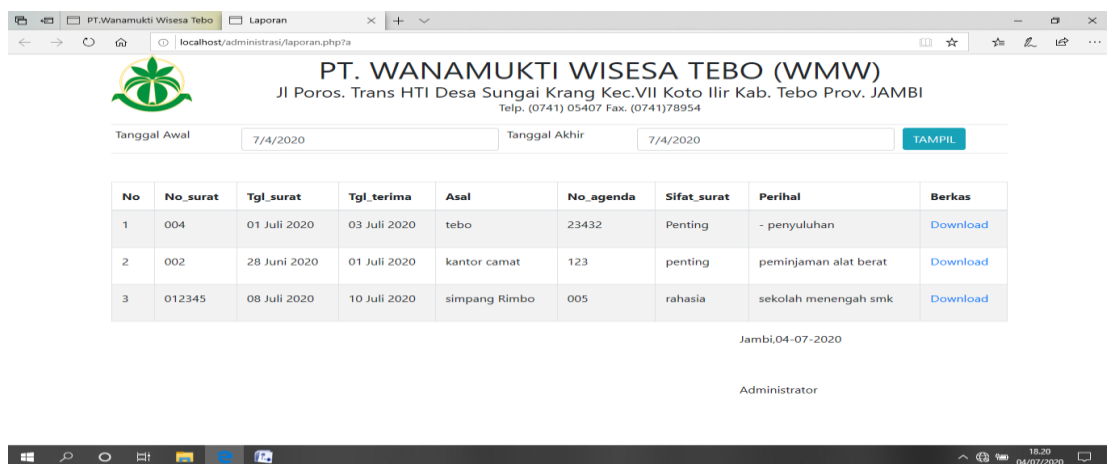 PT.Wanamukti Wisesa Tebo
Laporan
localhost/administrasi/laporan.php?a
PT. WANAMUKTI WISESA TEBO (WMW)
Jl Poros. Trans HTI Desa Sungai Krang Kec.VII Koto Ilir Kab. Tebo Prov. JAMBI
Telp. (0741) 05407 Fax. (0741)78954
Tanggal Awal 7/4/2020 Tanggal Akhir 7/4/2020 TAMPIL
No No_surat Tgl_surat Tgl_terima Asal No_agenda Sifat_surat Perihal Berkas
1 004 01 Juli 2020 03 Juli 2020 tebo 23432 Penting - penyuluhan Download
2 002 28 Juni 2020 01 Juli 2020 kantor camat 123 penting peminjaman alat berat Download
3 012345 08 Juli 2020 10 Juli 2020 simpang Rimbo 005 rahasia sekolah menengah smk Download
Jambi,04-07-2020
Administrator
18.20
04/07/2020